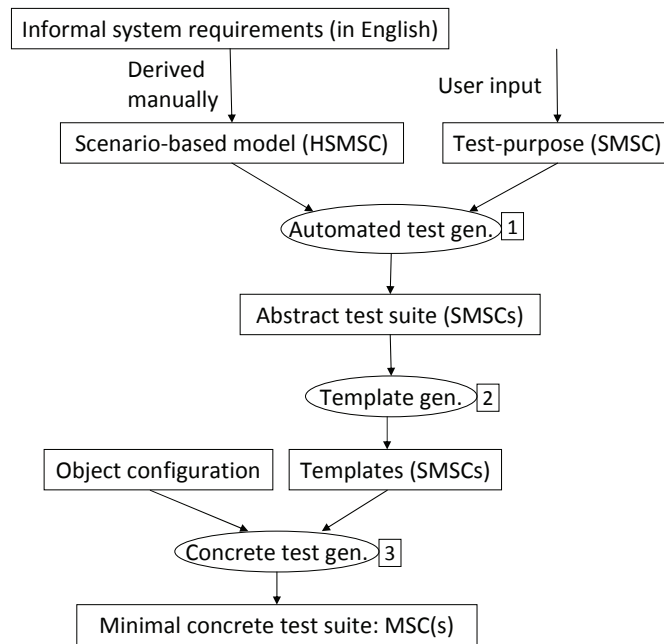 Informal system requirements (in English)
Derived
manually
User input
Scenario-based model (HSMSC)
Test-purpose (SMSC)
Automated test gen.
1
Abstract test suite (SMSCs)
Template gen.
2
Object configuration
Templates (SMSCs)
Concrete test gen.
3
Minimal concrete test suite: MSC(s)